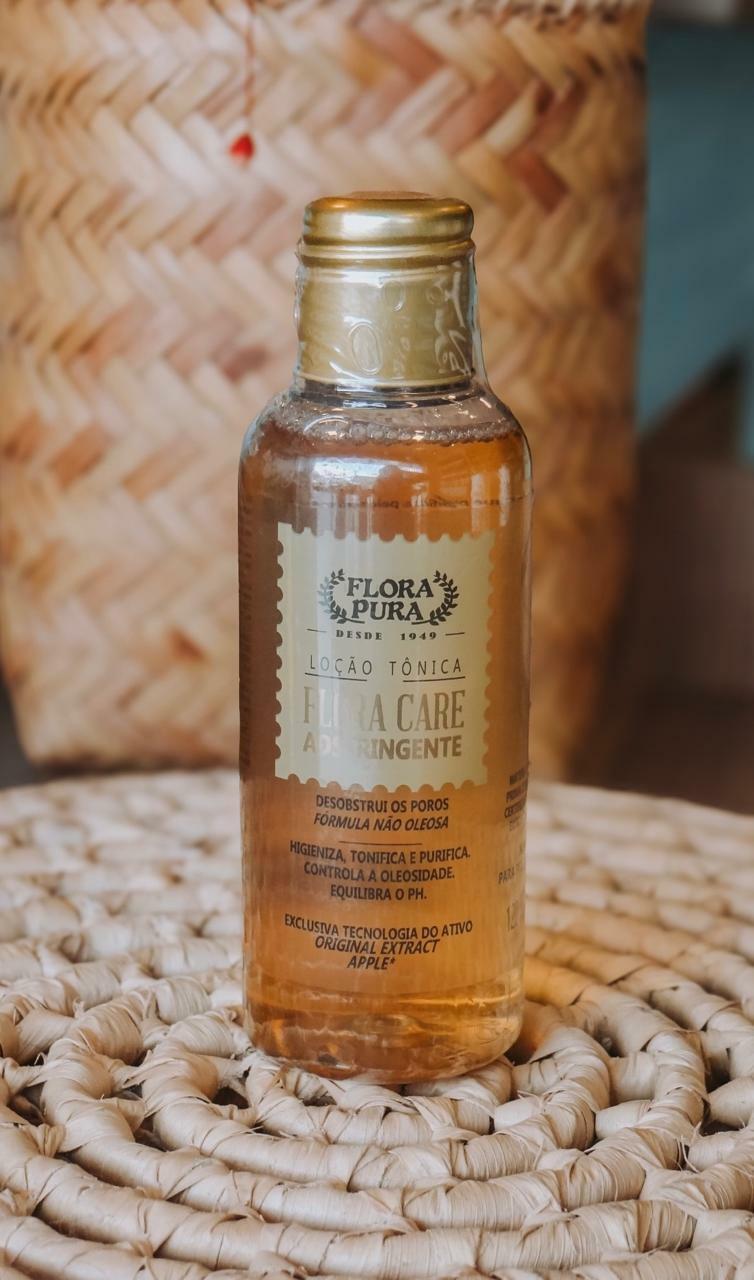 FLORA
PURA
DESDE 1949
LOÇÃO TÔNICA
FLORA CARE
ADSTRINGENTE
DESOBSTRUI OS POROS
FÓRMULA NÃO OLEOSA
HIGIENIZA, TONIFICA E PURIFICA.
CONTROLA A OLEOSIDADE.
EQUILIBRA O PH.
EXCLUSIVA TECNOLOGIA DO ATIVO
ORIGINAL EXTRACT
APPLE*